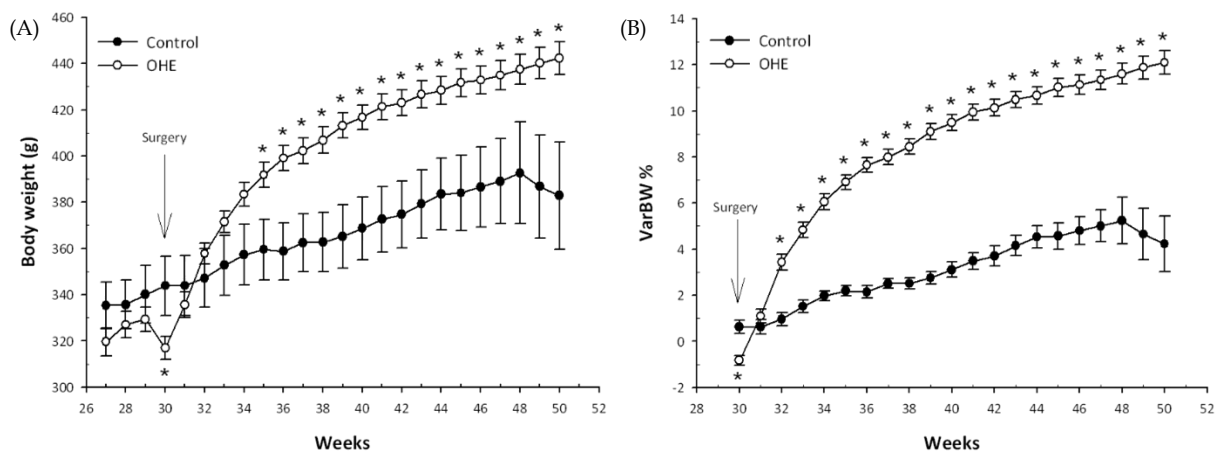 (A)
460
440
420
400
380
360
340
320
300
Body weight (g)
Control
OHE
Surgery
*
* * * * * * * * * * * * * * * *
26 28 30 32 34 36 38 40 42 44 46 48 50 52
Weeks
(B)
14
12
10
8
6
4
2
0
-2
VarBW %
Control
OHE
Surgery
*
* * * * * * * * * * * * * * * * * * *
28 30 32 34 36 38 40 42 44 46 48 50 52
Weeks